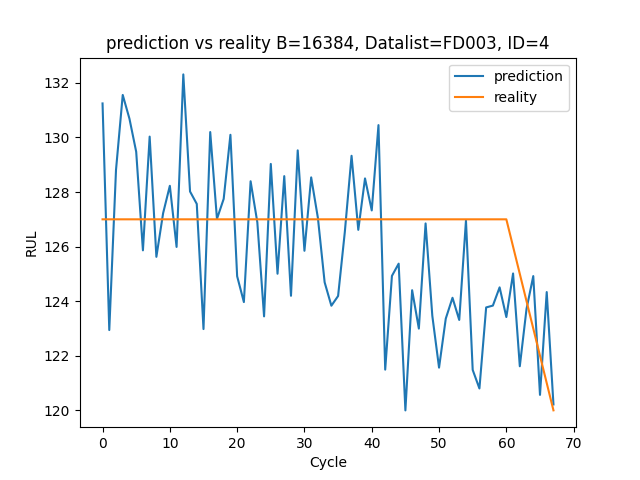 prediction vs reality B=16384, Datalist=FD003, ID=4
prediction
reality
132
130
128
126
124
122
120
RUL
0 10 20 30 40 50 60 70
Cycle